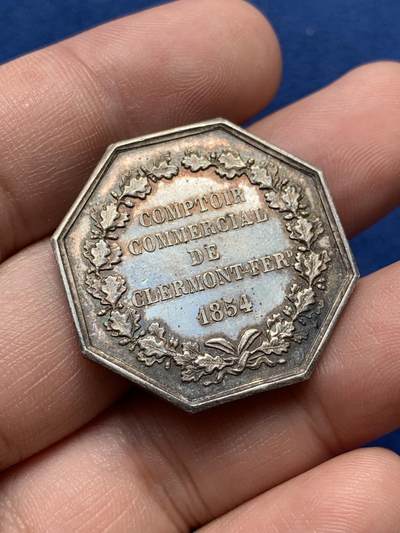 COMPTOIR
COMMERCIAL
DE
CLERMONT-FERD
1854